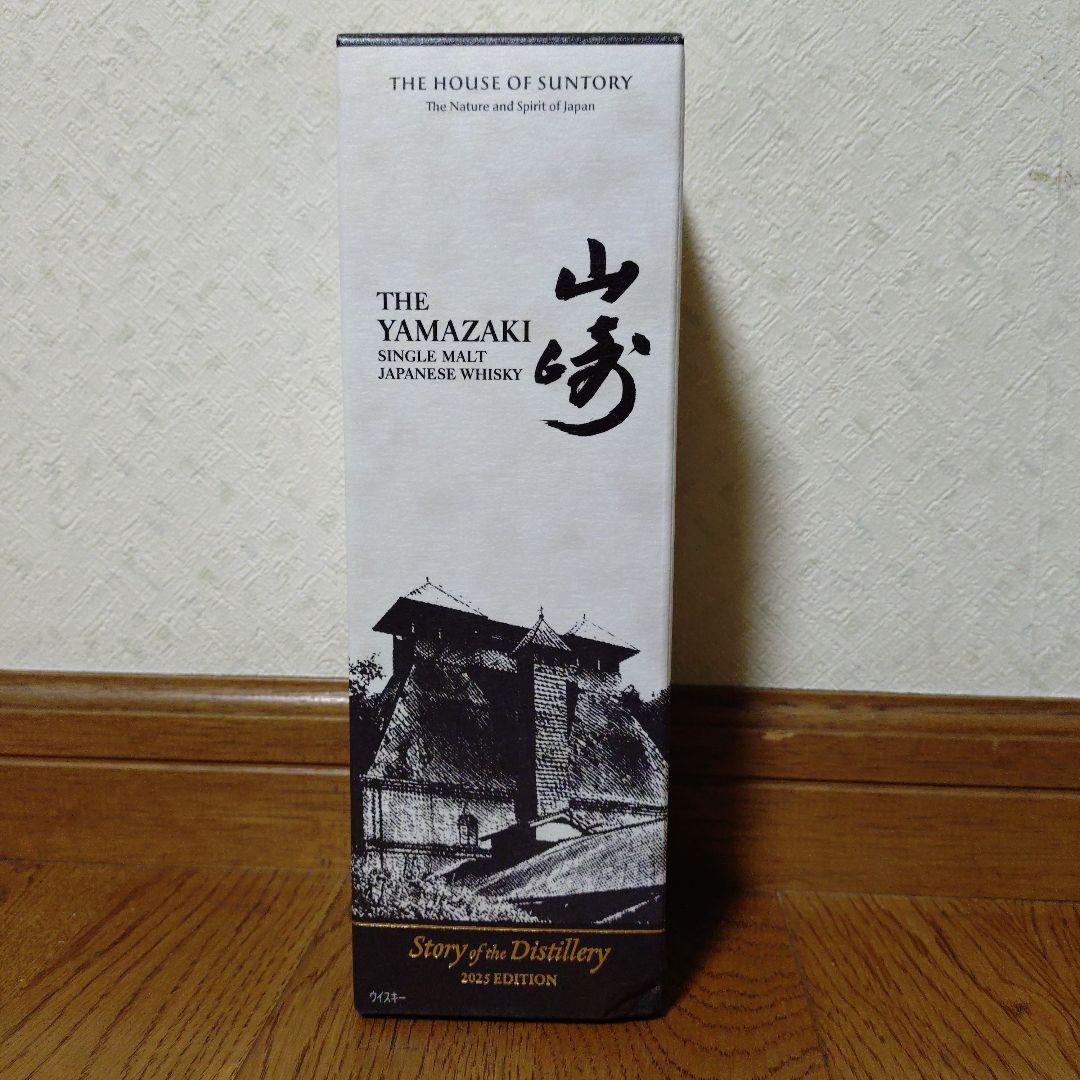 THE HOUSE OF SUNTORY
The Nature and Spirit of Japan
山崎
THE
YAMAZAKI
SINGLE MALT
JAPANESE WHISKY
Story of the Distillery
2025 EDITION
ウイスキー